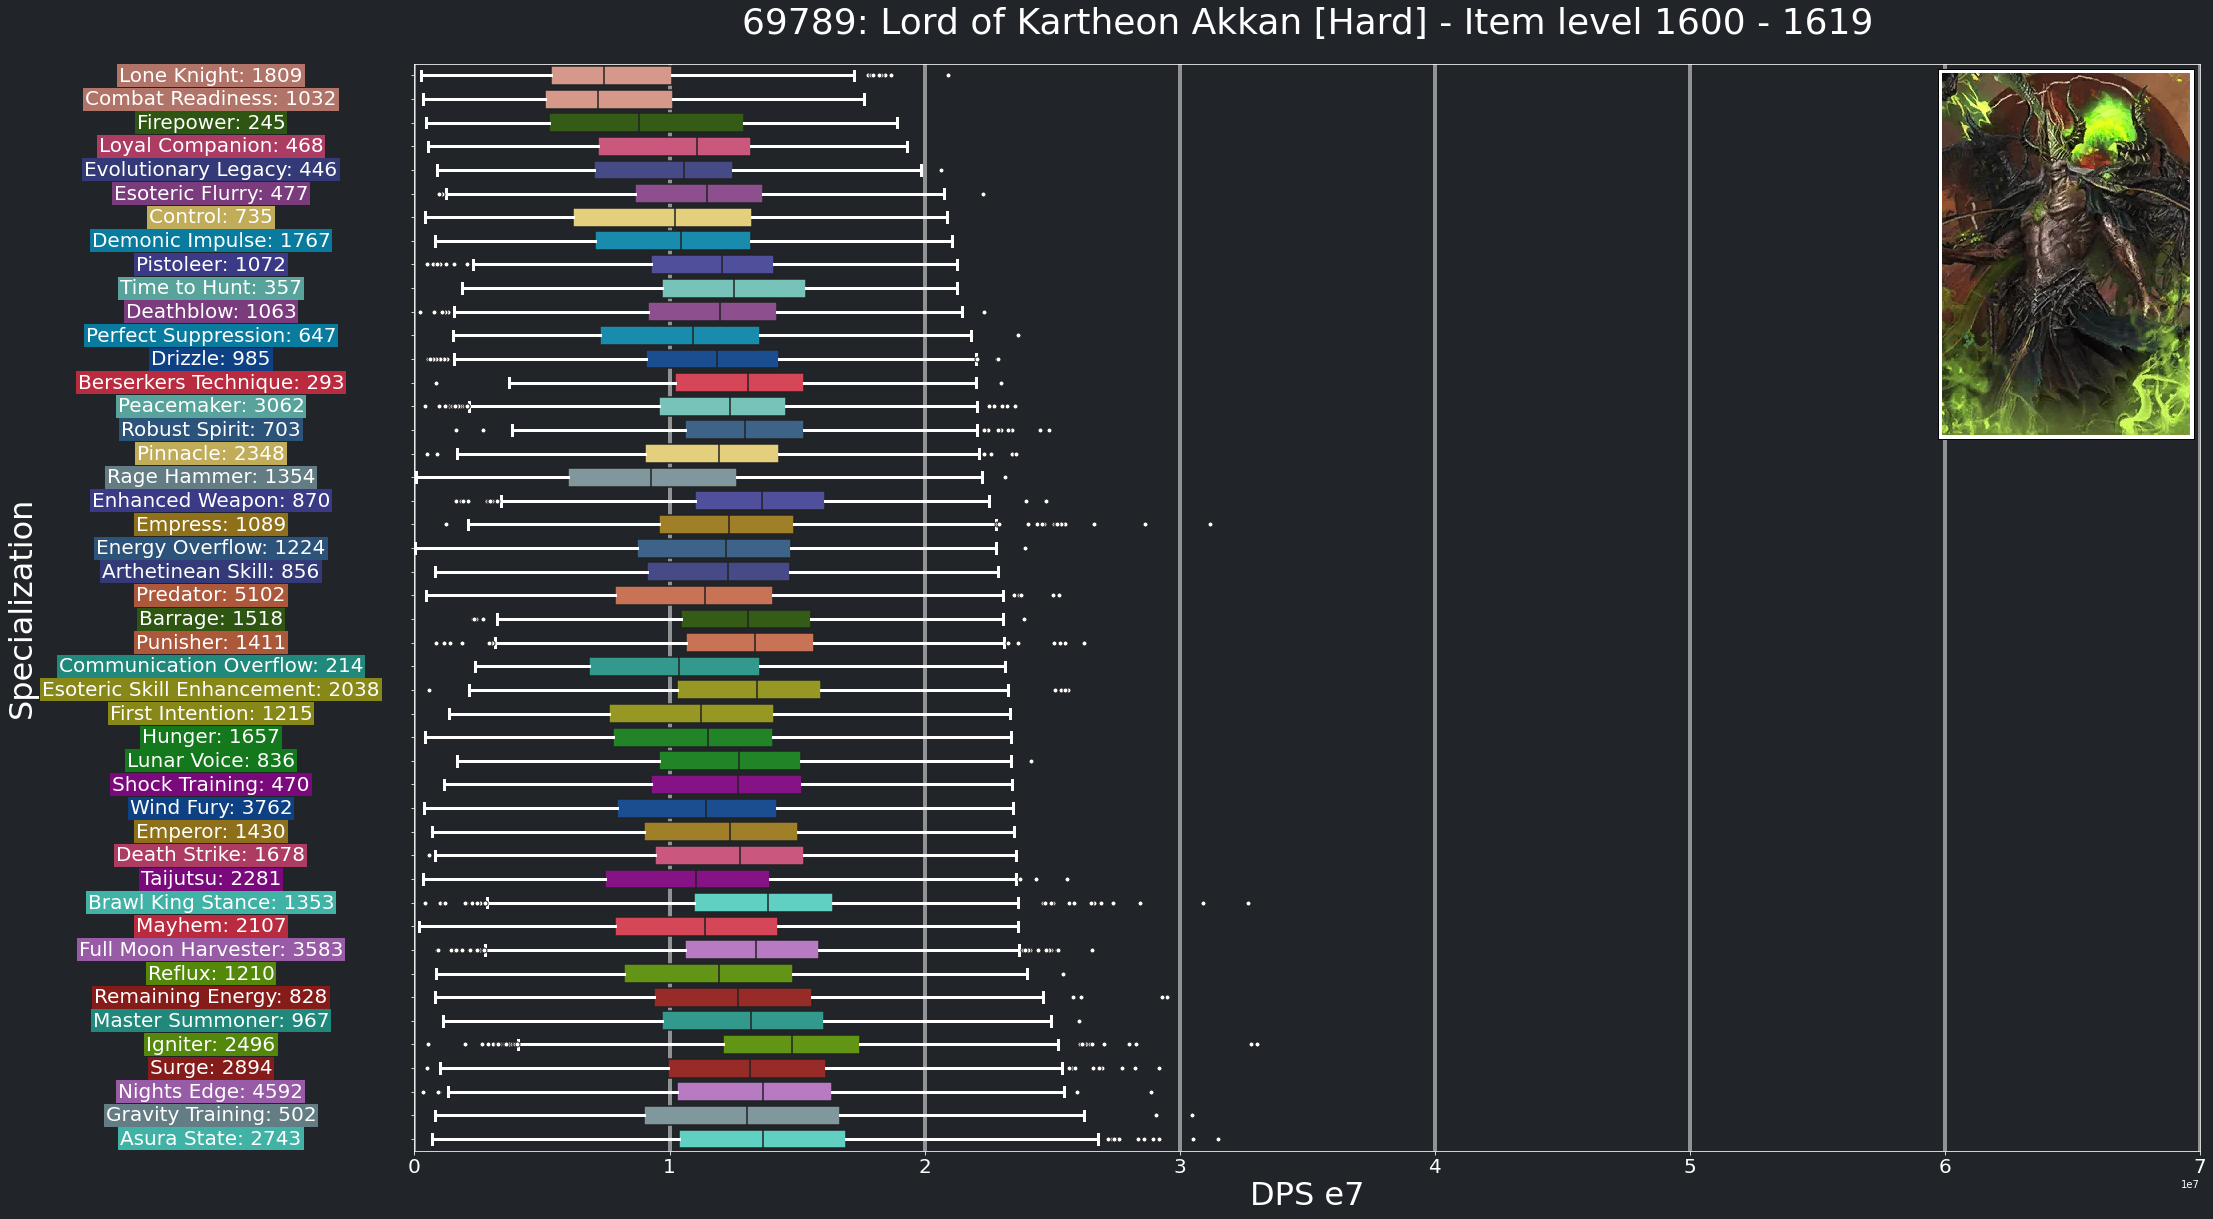 69789: Lord of Kartheon Akkan [Hard] - Item level 1600 - 1619
Specialization
Lone Knight: 1809
Combat Readiness: 1032
Firepower: 245
Loyal Companion: 468
Evolutionary Legacy: 446
Esoteric Flurry: 477
Control: 735
Demonic Impulse: 1767
Pistoleer: 1072
Time to Hunt: 357
Deathblow: 1063
Perfect Suppression: 647
Drizzle: 985
Berserkers Technique: 293
Peacemaker: 3062
Robust Spirit: 703
Pinnacle: 2348
Rage Hammer: 1354
Enhanced Weapon: 870
Empress: 1089
Energy Overflow: 1224
Arthetinean Skill: 856
Predator: 5102
Barrage: 1518
Punisher: 1411
Communication Overflow: 214
Esoteric Skill Enhancement: 2038
First Intention: 1215
Hunger: 1657
Lunar Voice: 836
Shock Training: 470
Wind Fury: 3762
Emperor: 1430
Death Strike: 1678
Taijutsu: 2281
Brawl King Stance: 1353
Mayhem: 2107
Full Moon Harvester: 3583
Reflux: 1210
Remaining Energy: 828
Master Summoner: 967
Igniter: 2496
Surge: 2894
Nights Edge: 4592
Gravity Training: 502
Asura State: 2743
0 1 2 3 4 5 6 7
1e7
DPS e7